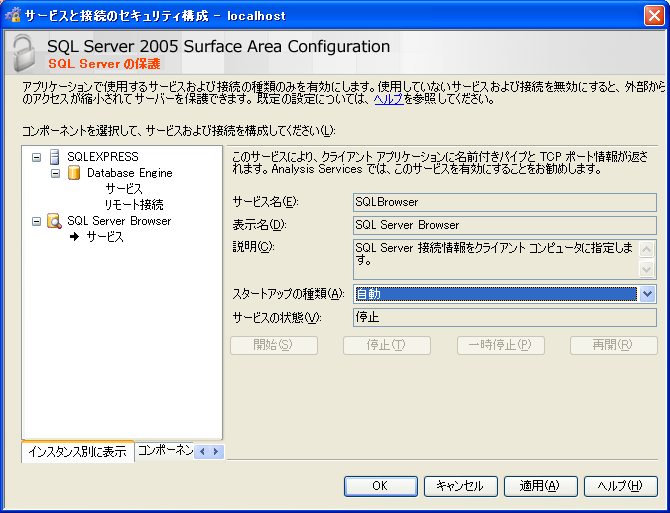 サービスと接続のセキュリティ構成 - localhost
SQL Server 2005 Surface Area Configuration
SQL Server の保護
アプリケーションで使用するサービスおよび接続の種類のみを有効にします。使用していないサービスおよび接続を無効にすると、外部から
のアクセスが縮小されてサーバーを保護できます。既定の設定については、ヘルプを参照してください。
コンポーネントを選択して、サービスおよび接続を構成してください(L):
SQLEXPRESS
Database Engine
サービス
リモート接続
SQL Server Browser
サービス
インスタンス別に表示
コンポーネン
このサービスにより、クライアント アプリケーションに名前付きパイプと TCP ポート情報が返さ
れます。Analysis Services では、このサービスを有効にすることをお勧めします。
サービス名(E):
SQLBrowser
表示名(D):
SQL Server Browser
説明(C):
SQL Server 接続情報をクライアント コンピュータに指定しま
す。
スタートアップの種類(A):
自動
サービスの状態(V):
停止
開始(S)
停止(T)
一時停止(P)
再開(R)
OK
キャンセル
適用(A)
ヘルプ(H)